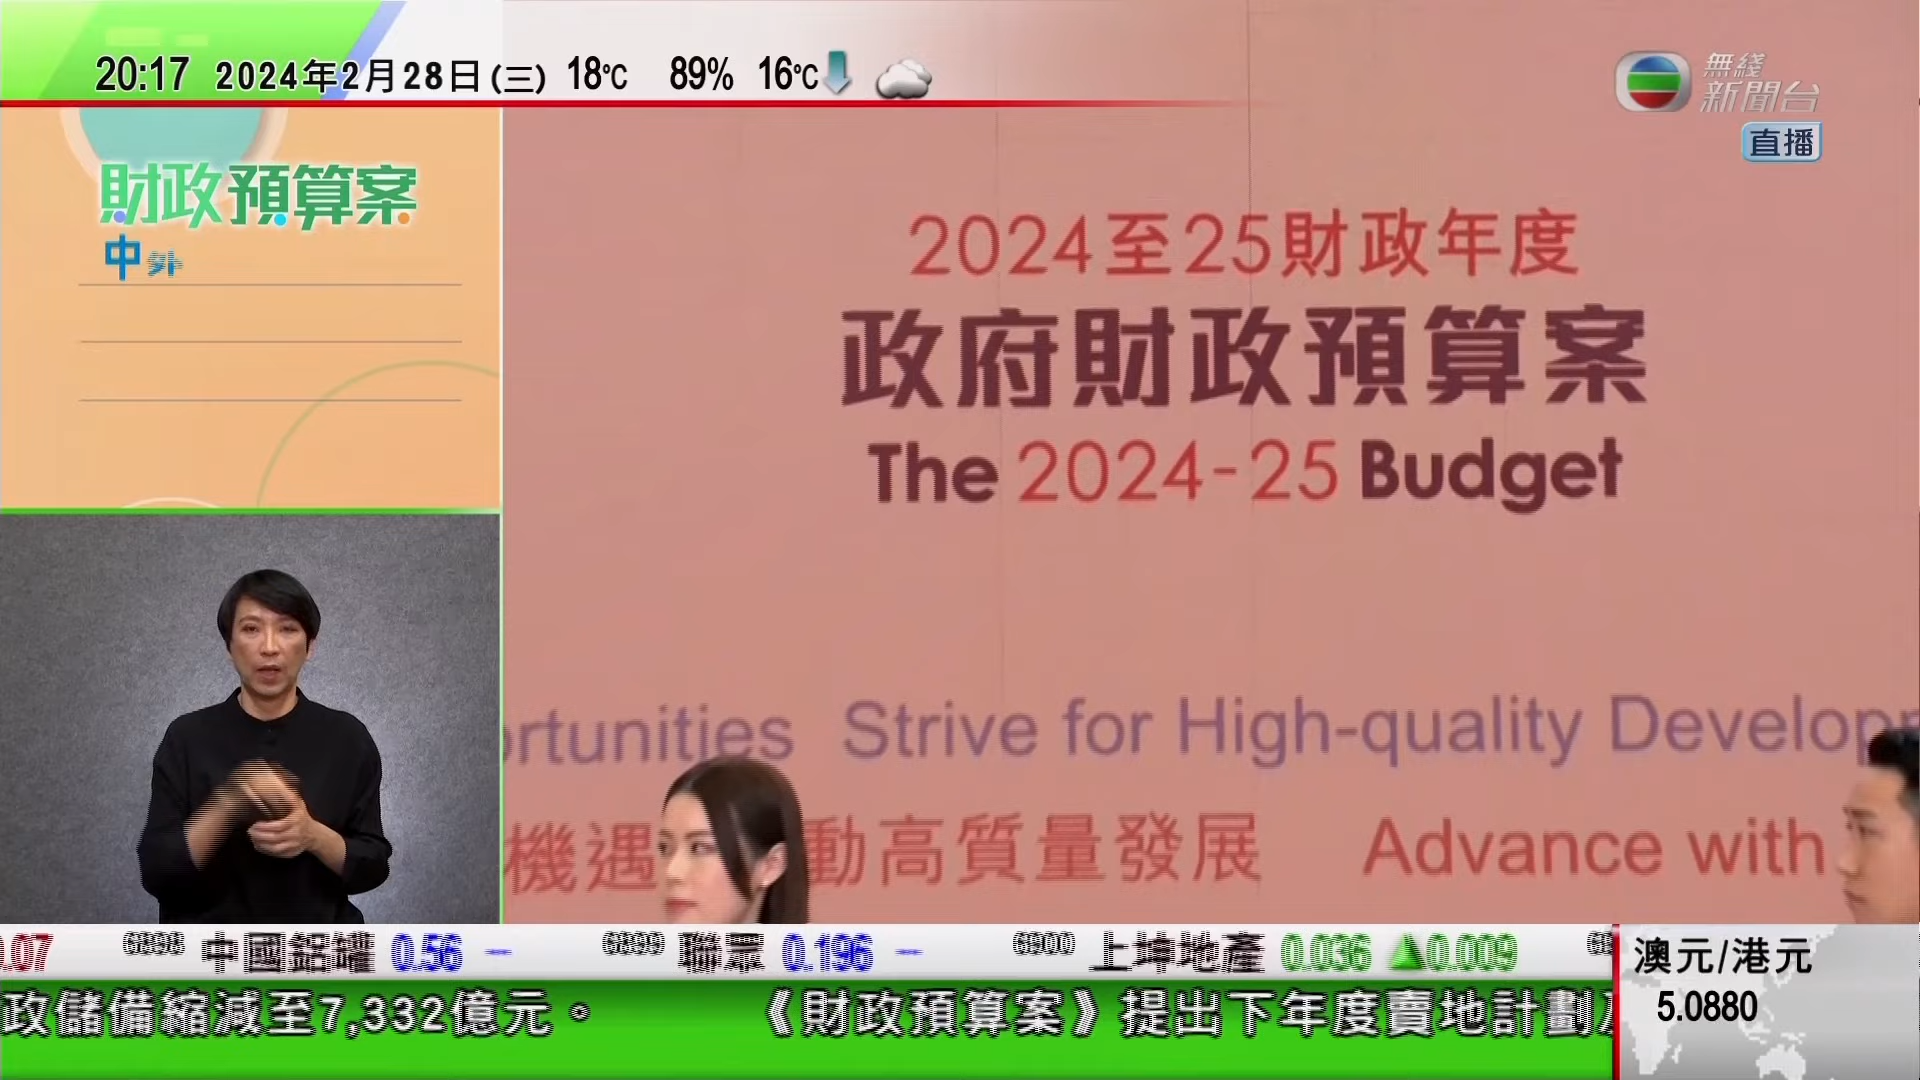 20:17 2024年2月28日(三) 18℃ 89% 16℃
無綫
新聞台
直播
財政預算案
中外
2024至25財政年度
政府財政預算案
The 2024-25 Budget
ortunities Strive for High-quality Develop
機遇 動高質量發展 Advance with
0.07 6898 中國鋁罐 0.56 – 6899 聯眾 0.196 – 6900 上坤地產 0.036 ▲0.009
政儲備縮減至7,332億元。 《財政預算案》提出下年度賣地計劃
澳元/港元
5.0880